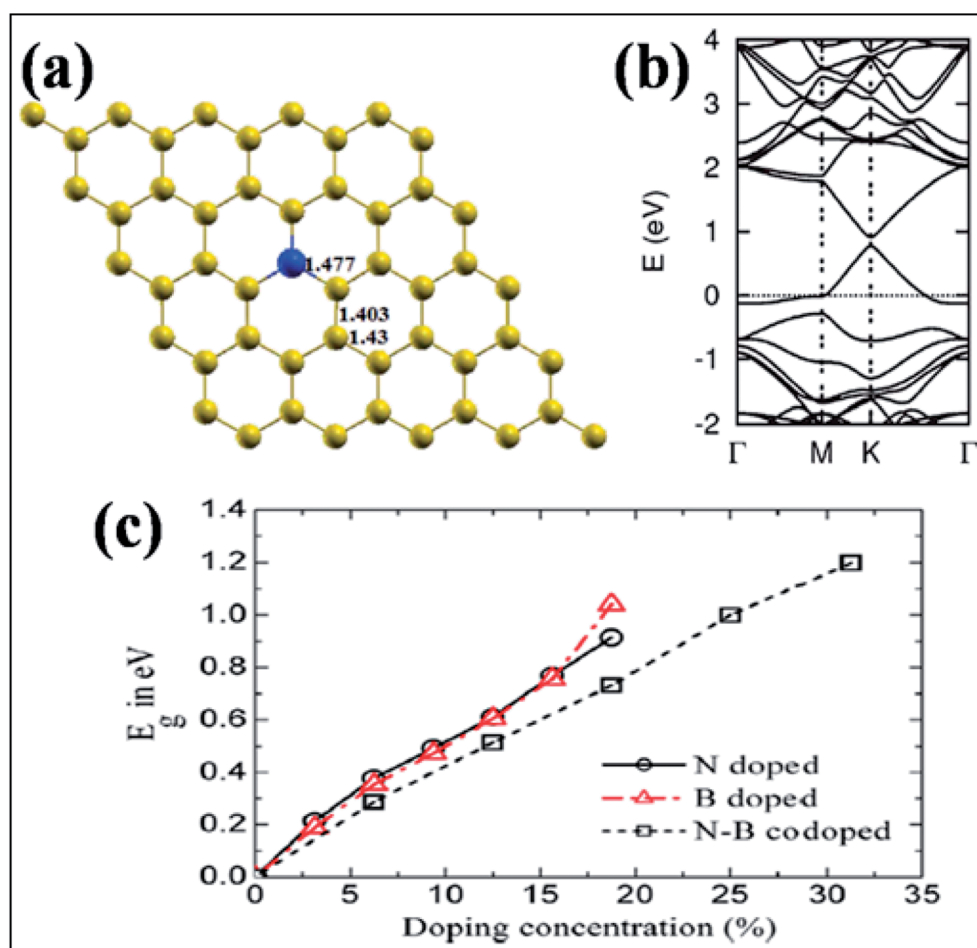 (a)
1.477
1.403
1.43
(b)
4
3
2
1
0
-1
-2
E (eV)
Γ M K Γ
(c)
1.4
1.2
1.0
0.8
0.6
0.4
0.2
0.0
E g in eV
N doped
B doped
N-B codoped
0 5 10 15 20 25 30 35
Doping concentration (%)